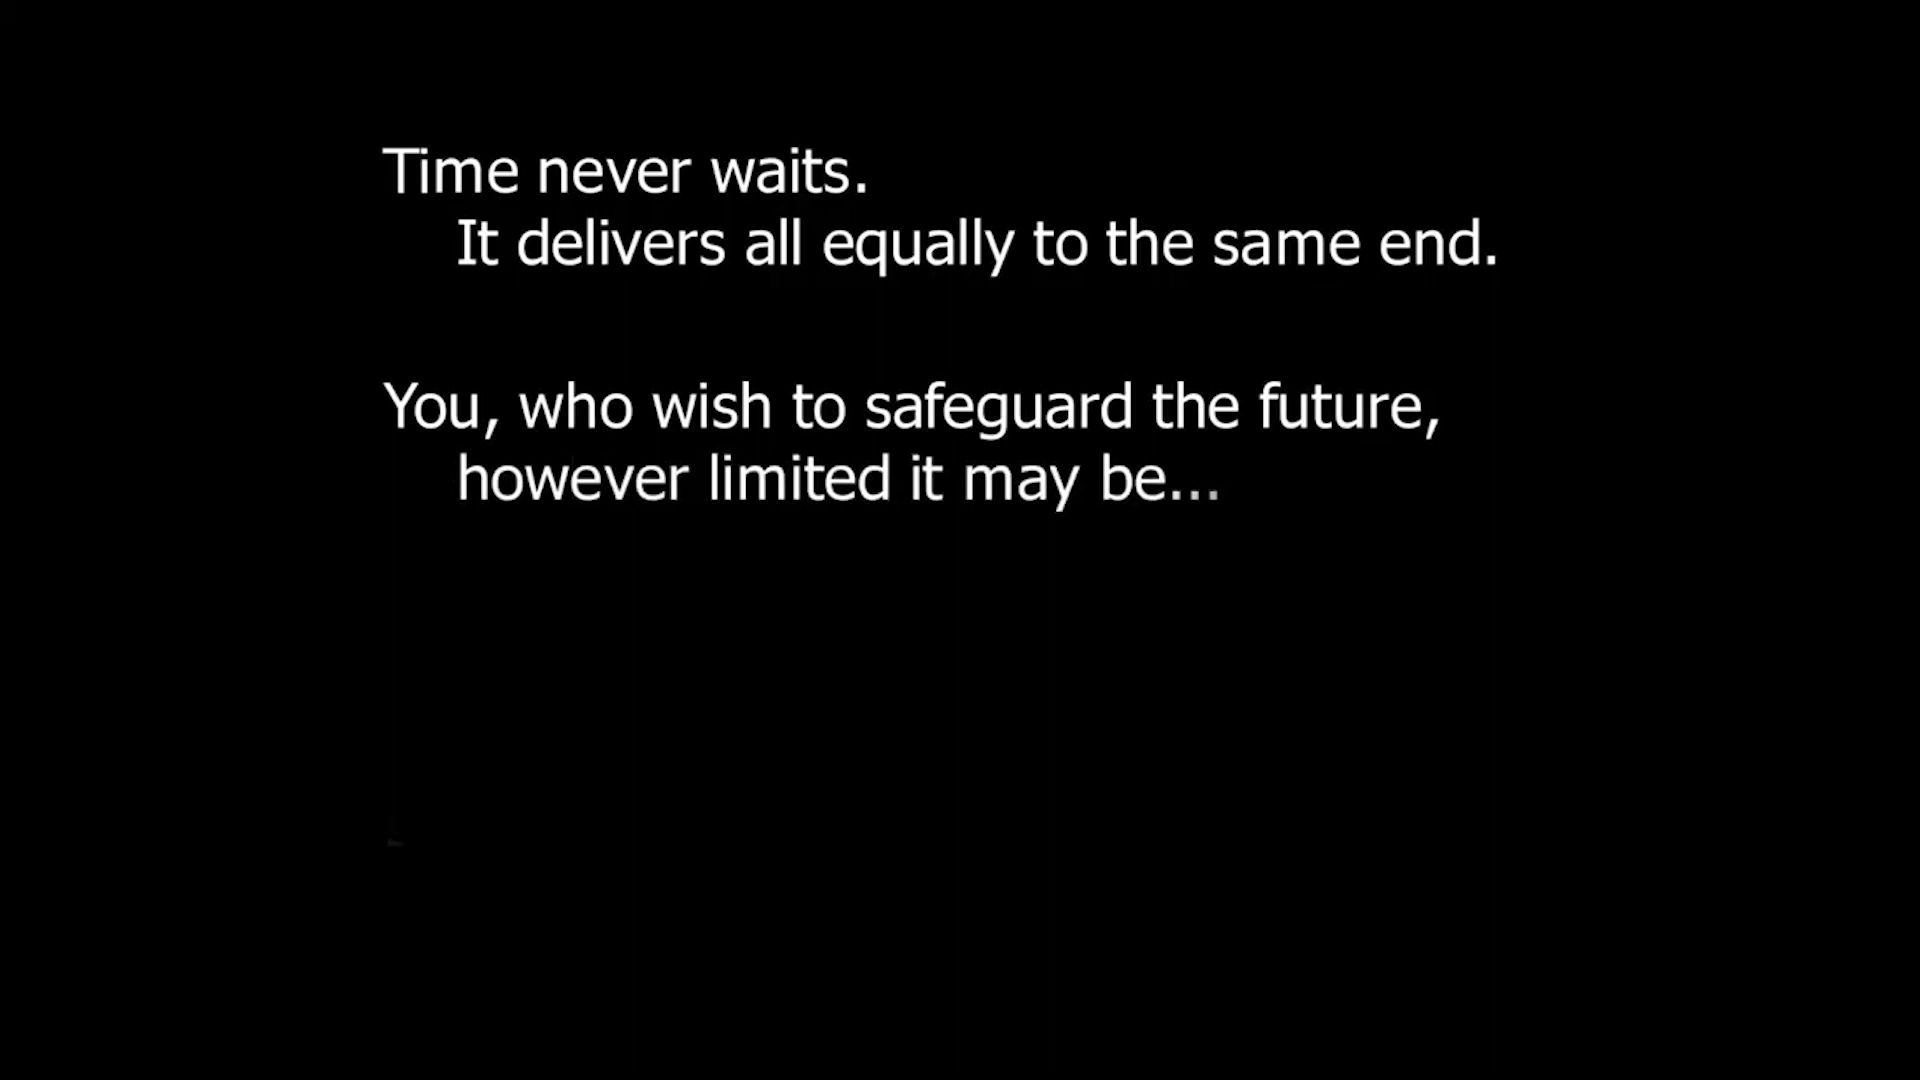 Time never waits.
It delivers all equally to the same end.
You, who wish to safeguard the future,
however limited it may be...